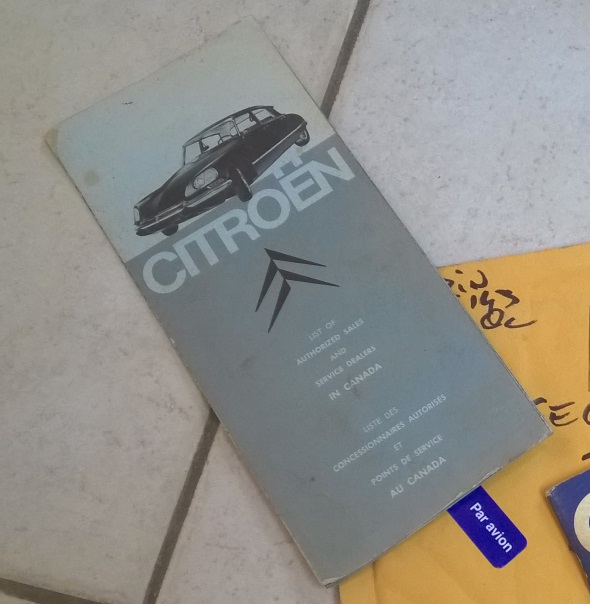 CITROËN
LIST OF
AUTHORIZED SALES
AND
SERVICE DEALERS
IN CANADA
LISTE DES
CONCESSIONNAIRES AUTORISÉS
ET
POINTS DE SERVICE
AU CANADA
Par avion